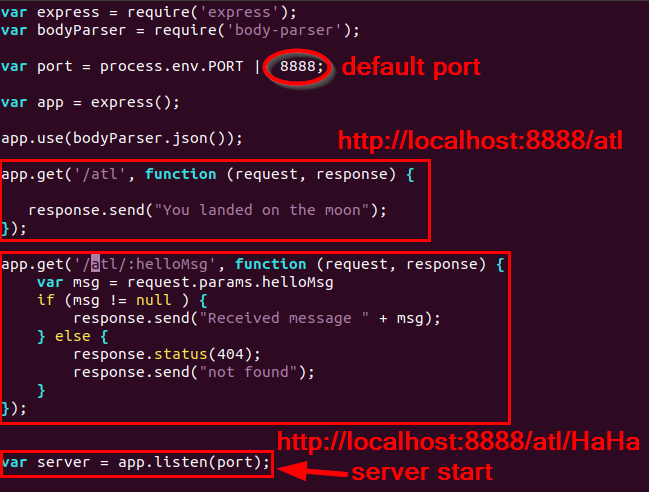 var express = require('express');
var bodyParser = require('body-parser');
var port = process.env.PORT | 8888; default port
var app = express();
app.use(bodyParser.json());
http://localhost:8888/atl
app.get('/atl', function (request, response) {
response.send("You landed on the moon");
});
app.get('/atl/:helloMsg', function (request, response) {
var msg = request.params.helloMsg
if (msg != null ) {
response.send("Received message " + msg);
} else {
response.status(404);
response.send("not found");
}
});
http://localhost:8888/atl/HaHa
var server = app.listen(port);
server start